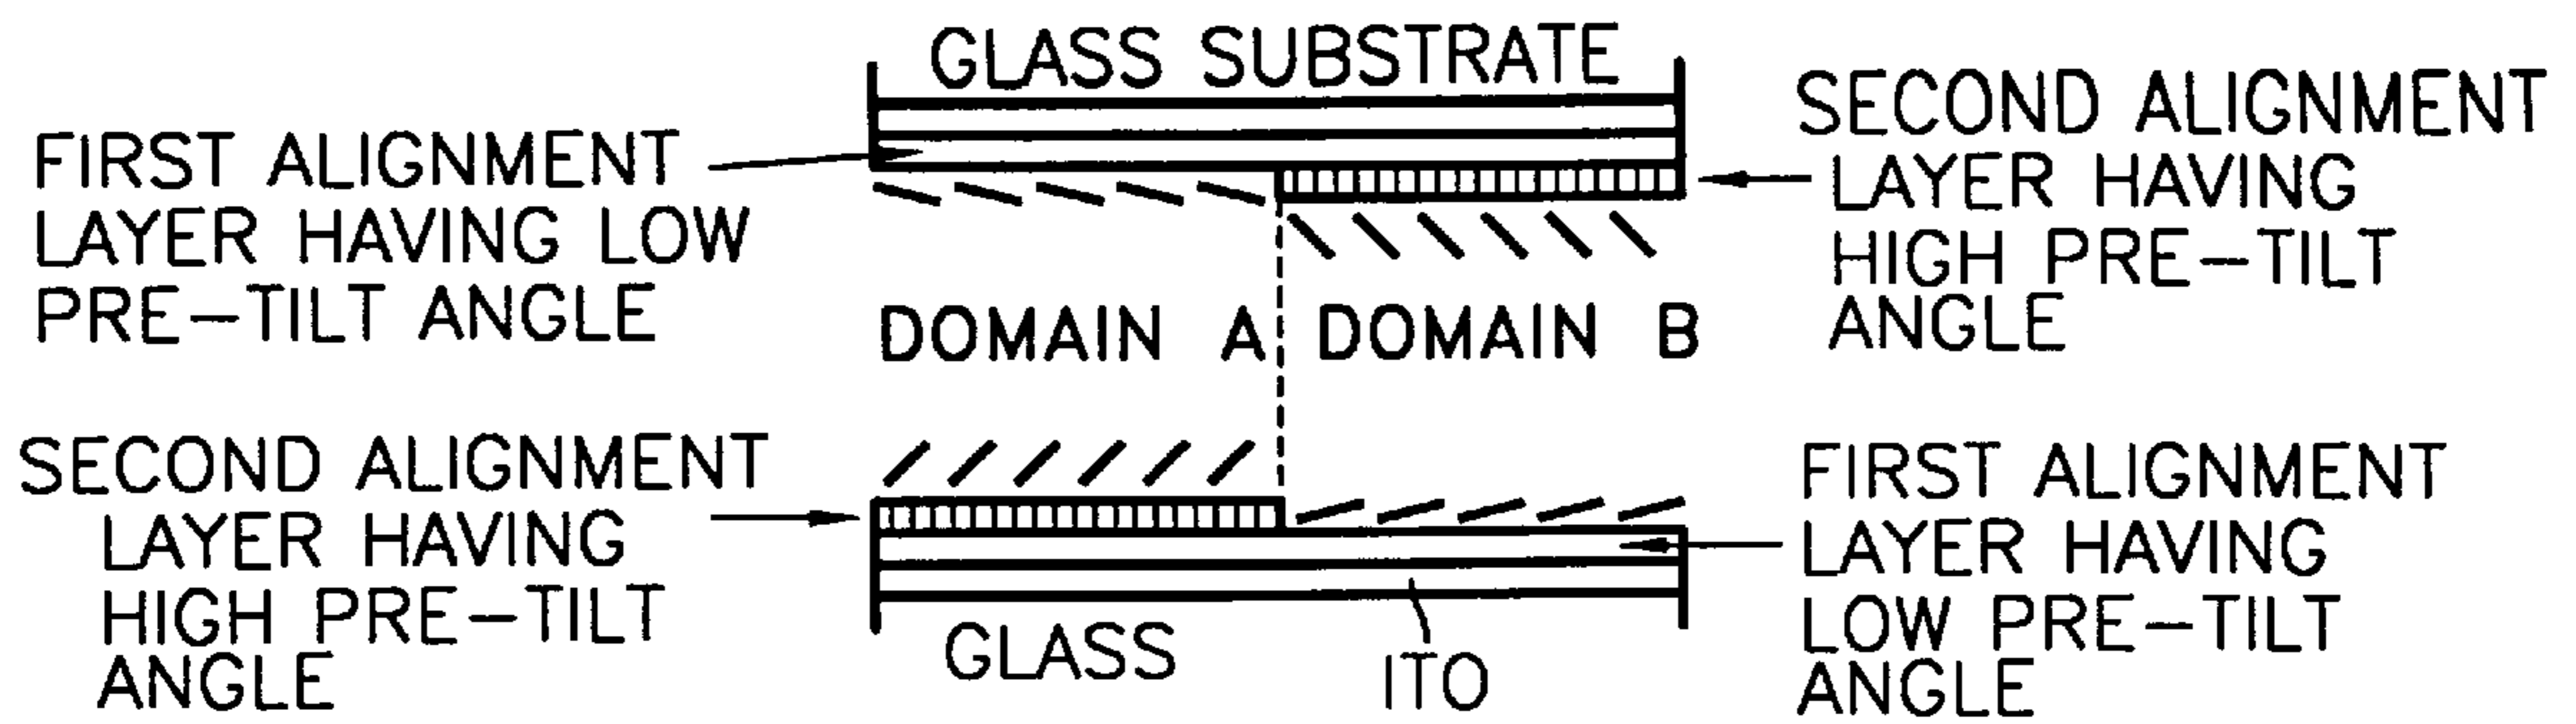 GLASS SUBSTRATE
FIRST ALIGNMENT
LAYER HAVING LOW
PRE-TILT ANGLE
SECOND ALIGNMENT
LAYER HAVING
HIGH PRE-TILT
ANGLE
DOMAIN A
DOMAIN B
SECOND ALIGNMENT
LAYER HAVING
HIGH PRE-TILT
ANGLE
FIRST ALIGNMENT
LAYER HAVING
LOW PRE-TILT
ANGLE
GLASS
ITO